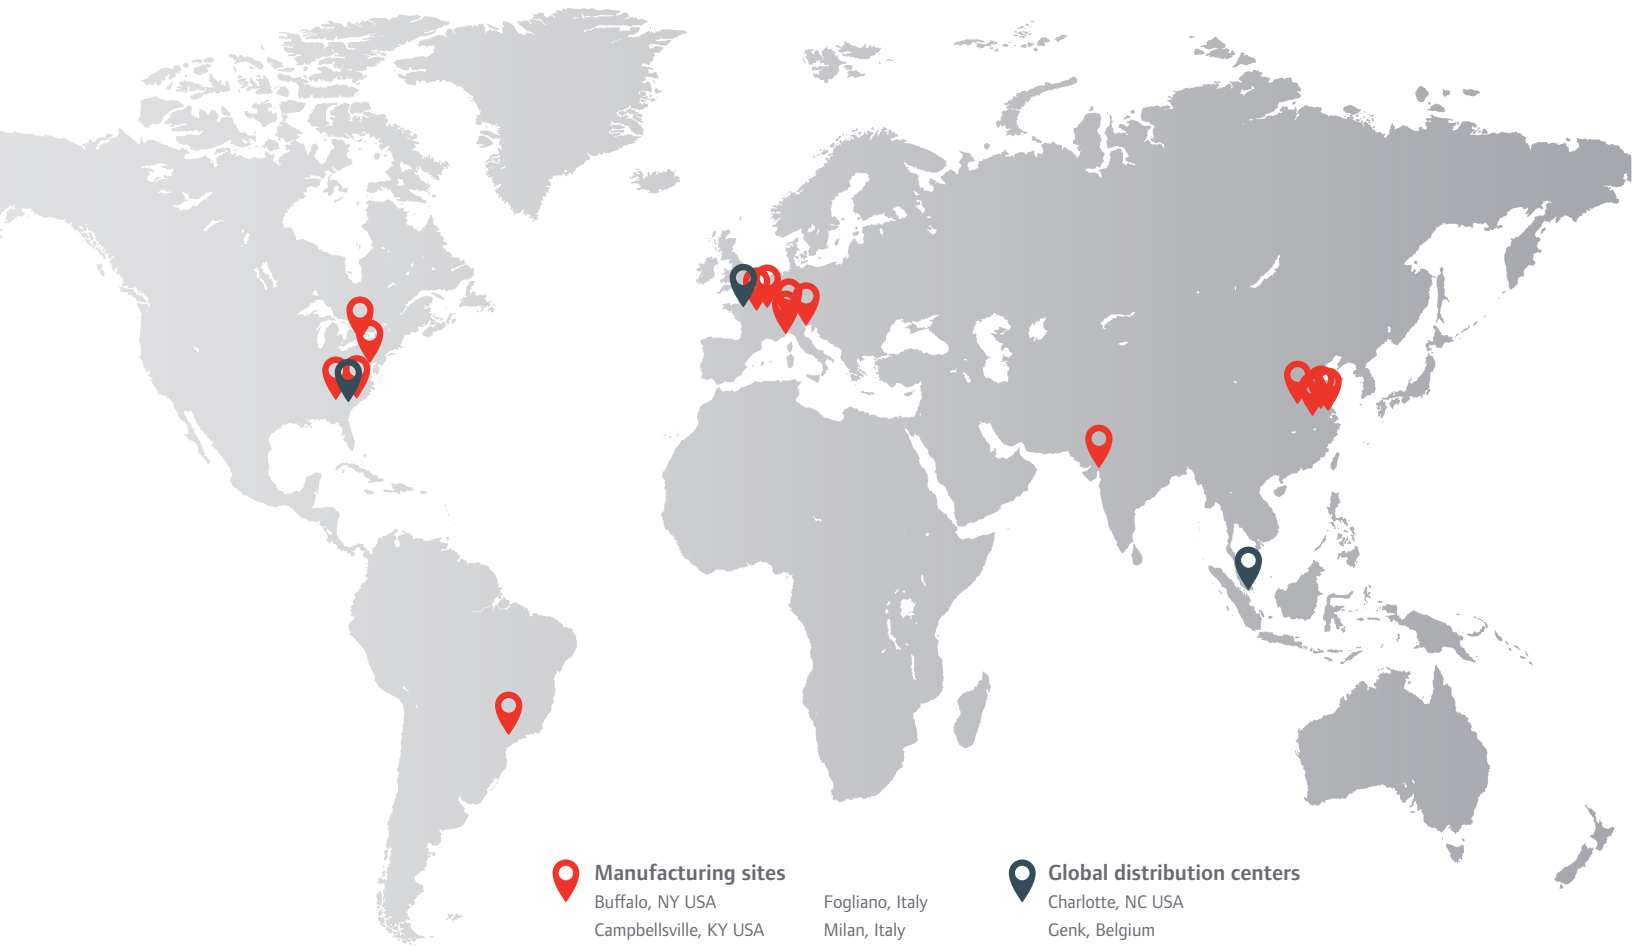 Manufacturing sites
Buffalo, NY USA
Campbellsville, KY USA
Fogliano, Italy
Milan, Italy
Global distribution centers
Charlotte, NC USA
Genk, Belgium